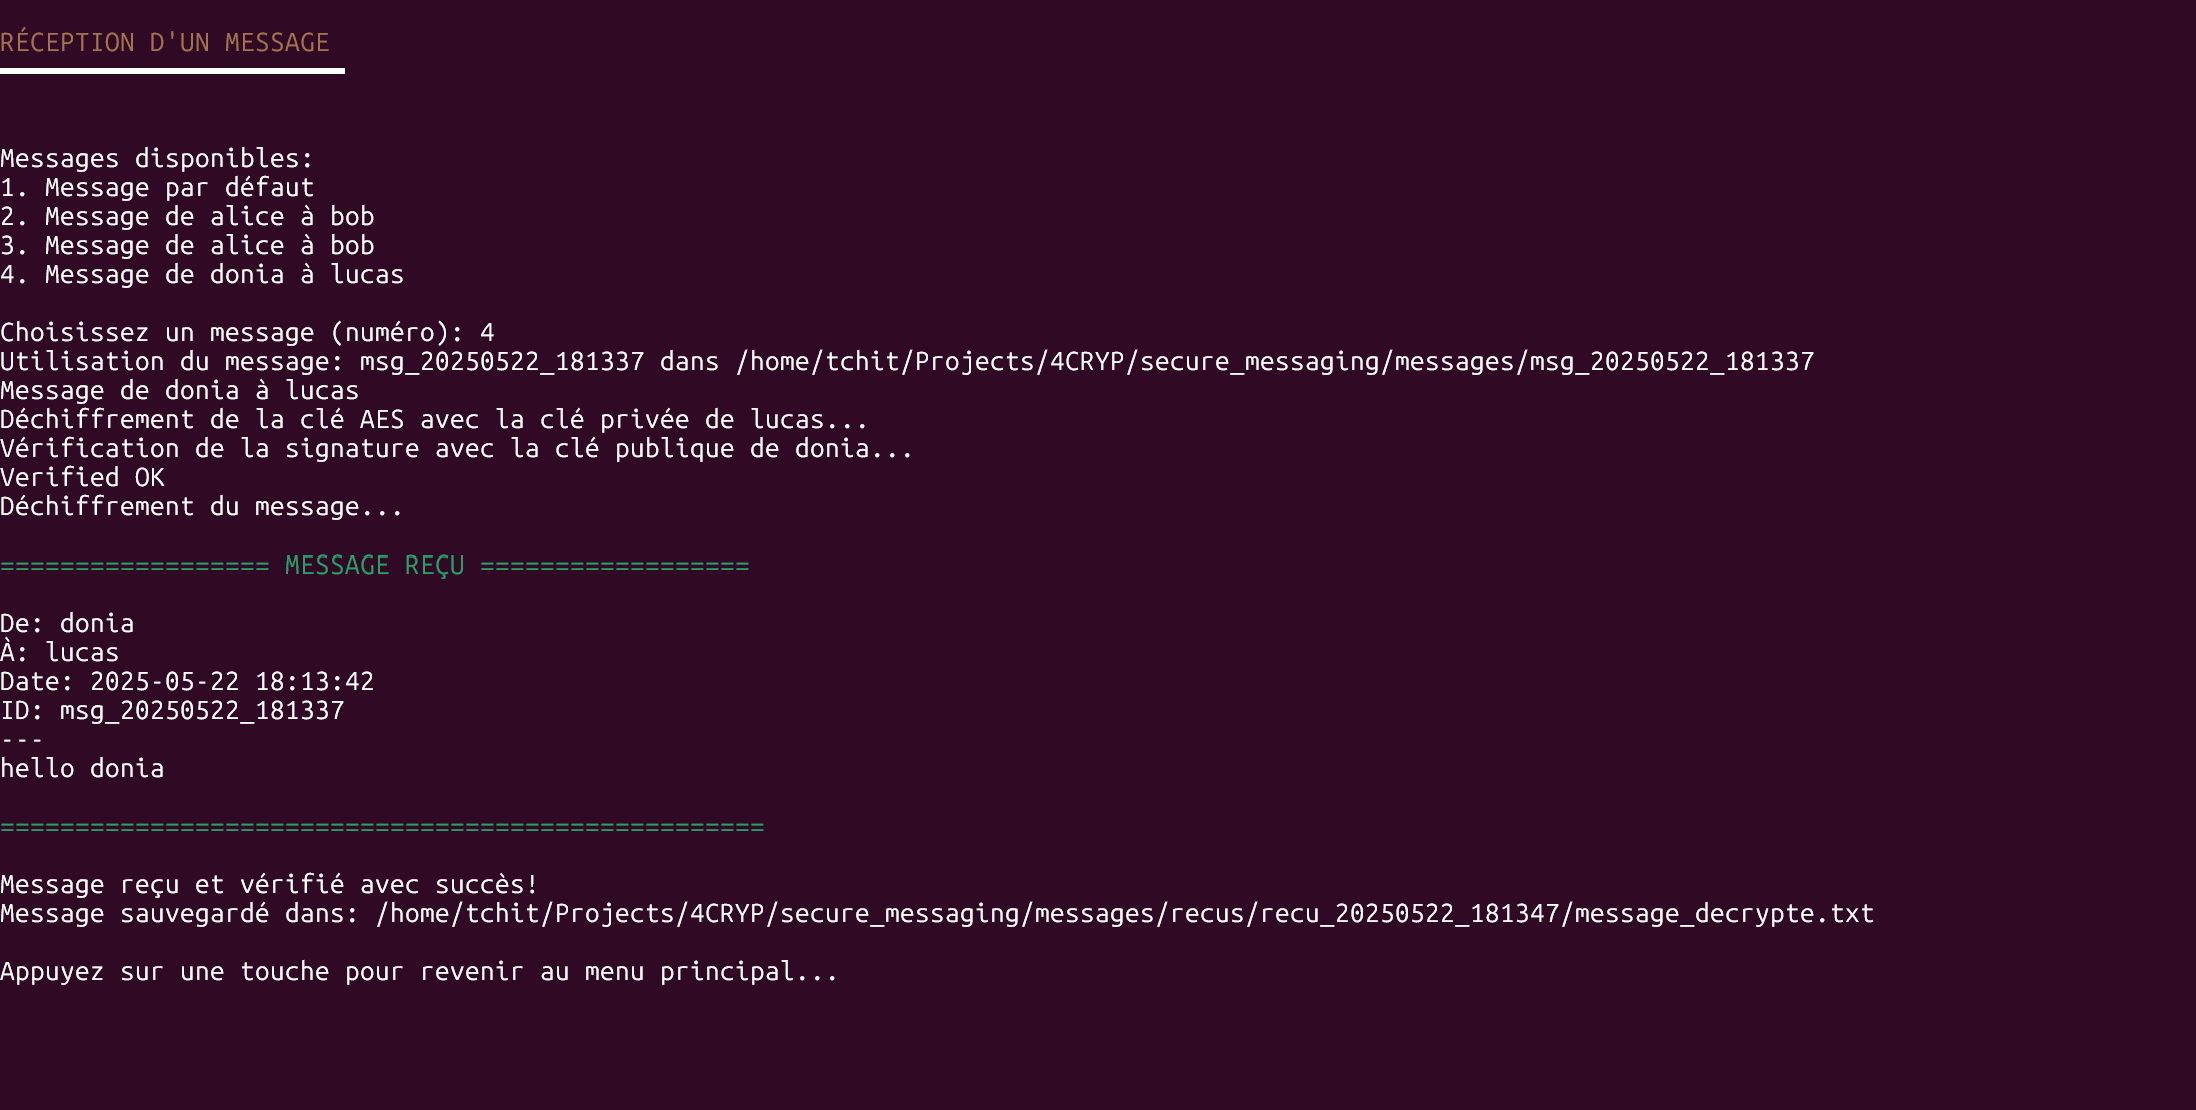 RÉCEPTION D'UN MESSAGE
Messages disponibles:
1. Message par défaut
2. Message de alice à bob
3. Message de alice à bob
4. Message de donia à lucas
Choisissez un message (numéro): 4
Utilisation du message: msg_20250522_181337 dans /home/tchit/Projects/4CRYP/secure_messaging/messages/msg_20250522_181337
Message de donia à lucas
Déchiffrement de la clé AES avec la clé privée de lucas...
Vérification de la signature avec la clé publique de donia...
Verified OK
Déchiffrement du message...
================== MESSAGE REÇU ==================
De: donia
À: lucas
Date: 2025-05-22 18:13:42
ID: msg_20250522_181337
---
hello donia
===================================================
Message reçu et vérifié avec succès!
Message sauvegardé dans: /home/tchit/Projects/4CRYP/secure_messaging/messages/recus/recu_20250522_181347/message_decrypte.txt
Appuyez sur une touche pour revenir au menu principal...